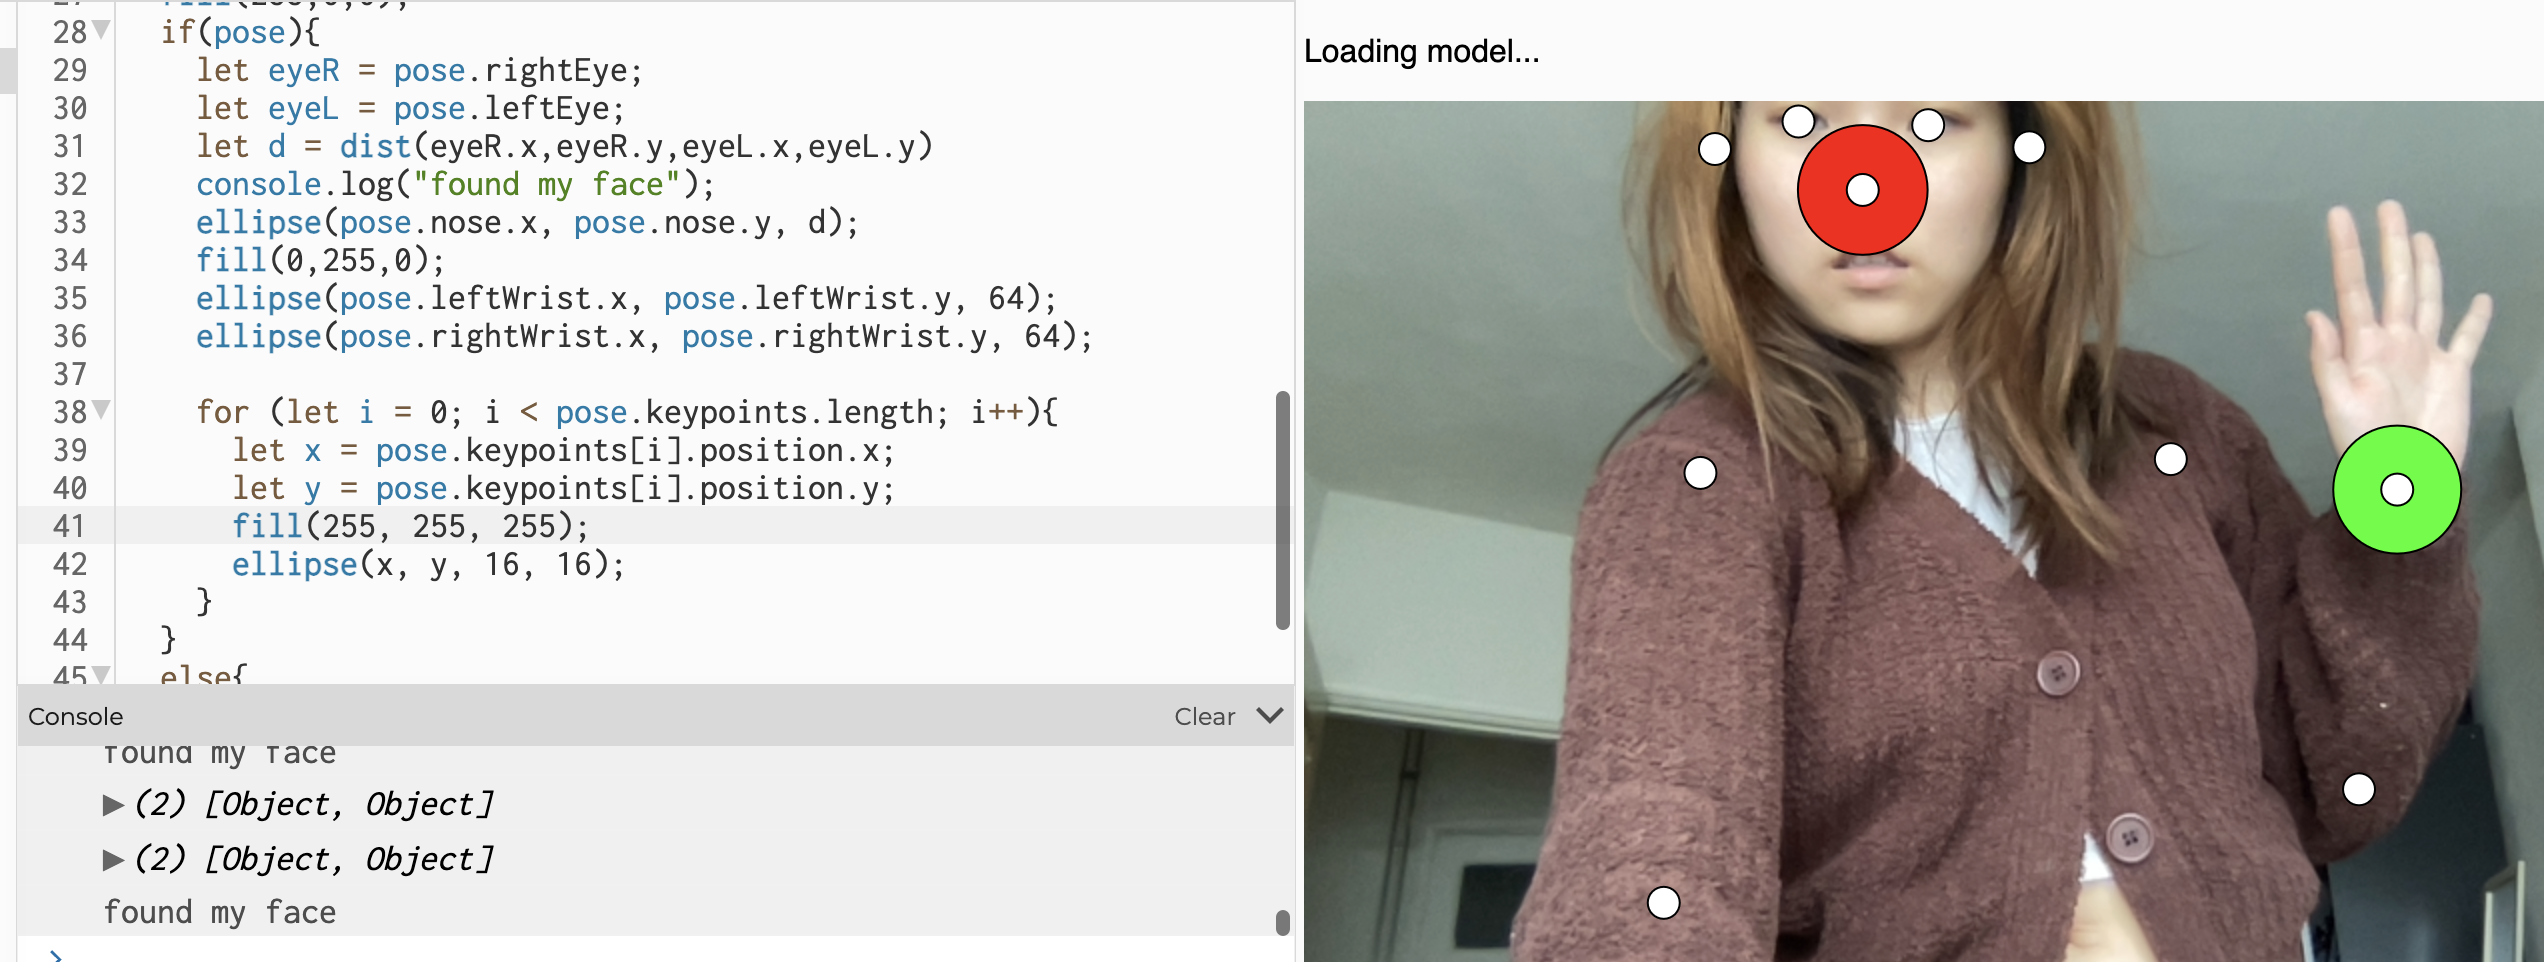 28 if(pose){
29 let eyeR = pose.rightEye;
30 let eyeL = pose.leftEye;
31 let d = dist(eyeR.x,eyeR.y,eyeL.x,eyeL.y)
32 console.log("found my face");
33 ellipse(pose.nose.x, pose.nose.y, d);
34 fill(0,255,0);
35 ellipse(pose.leftWrist.x, pose.leftWrist.y, 64);
36 ellipse(pose.rightWrist.x, pose.rightWrist.y, 64);
37
38 for (let i = 0; i < pose.keypoints.length; i++){
39 let x = pose.keypoints[i].position.x;
40 let y = pose.keypoints[i].position.y;
41 fill(255, 255, 255);
42 ellipse(x, y, 16, 16);
43 }
44 }
45 else{
Console Clear
found my face
(2) [Object, Object]
(2) [Object, Object]
found my face
>
Loading model...